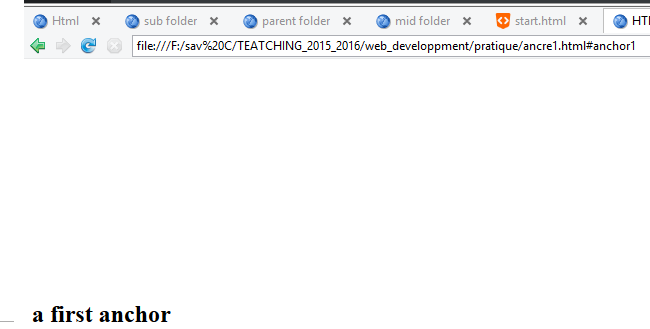 Html sub folder parent folder mid folder start.html HTM
file:///F:/sav%20C/TEATCHING_2015_2016/web_developpment/pratique/ancre1.html#anchor1
a first anchor